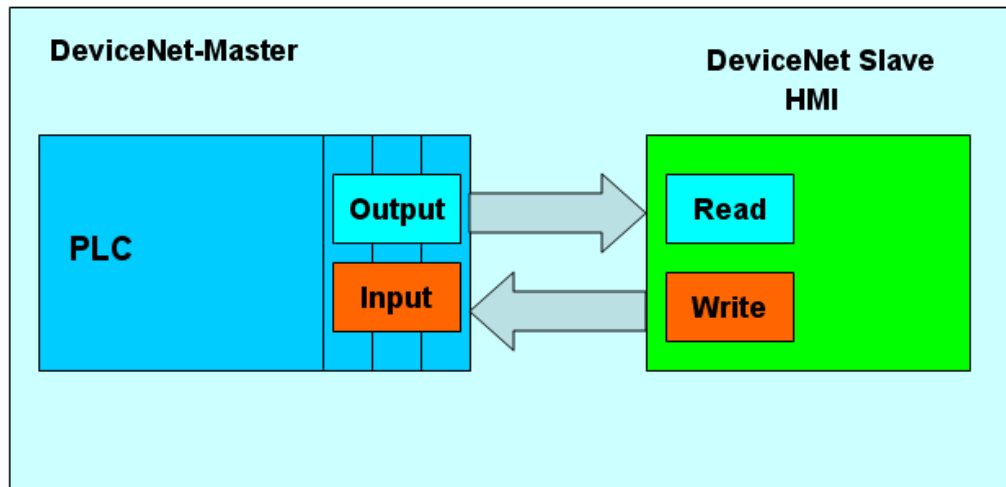 DeviceNet-Master
DeviceNet Slave
HMI
PLC
Output
Input
Read
Write